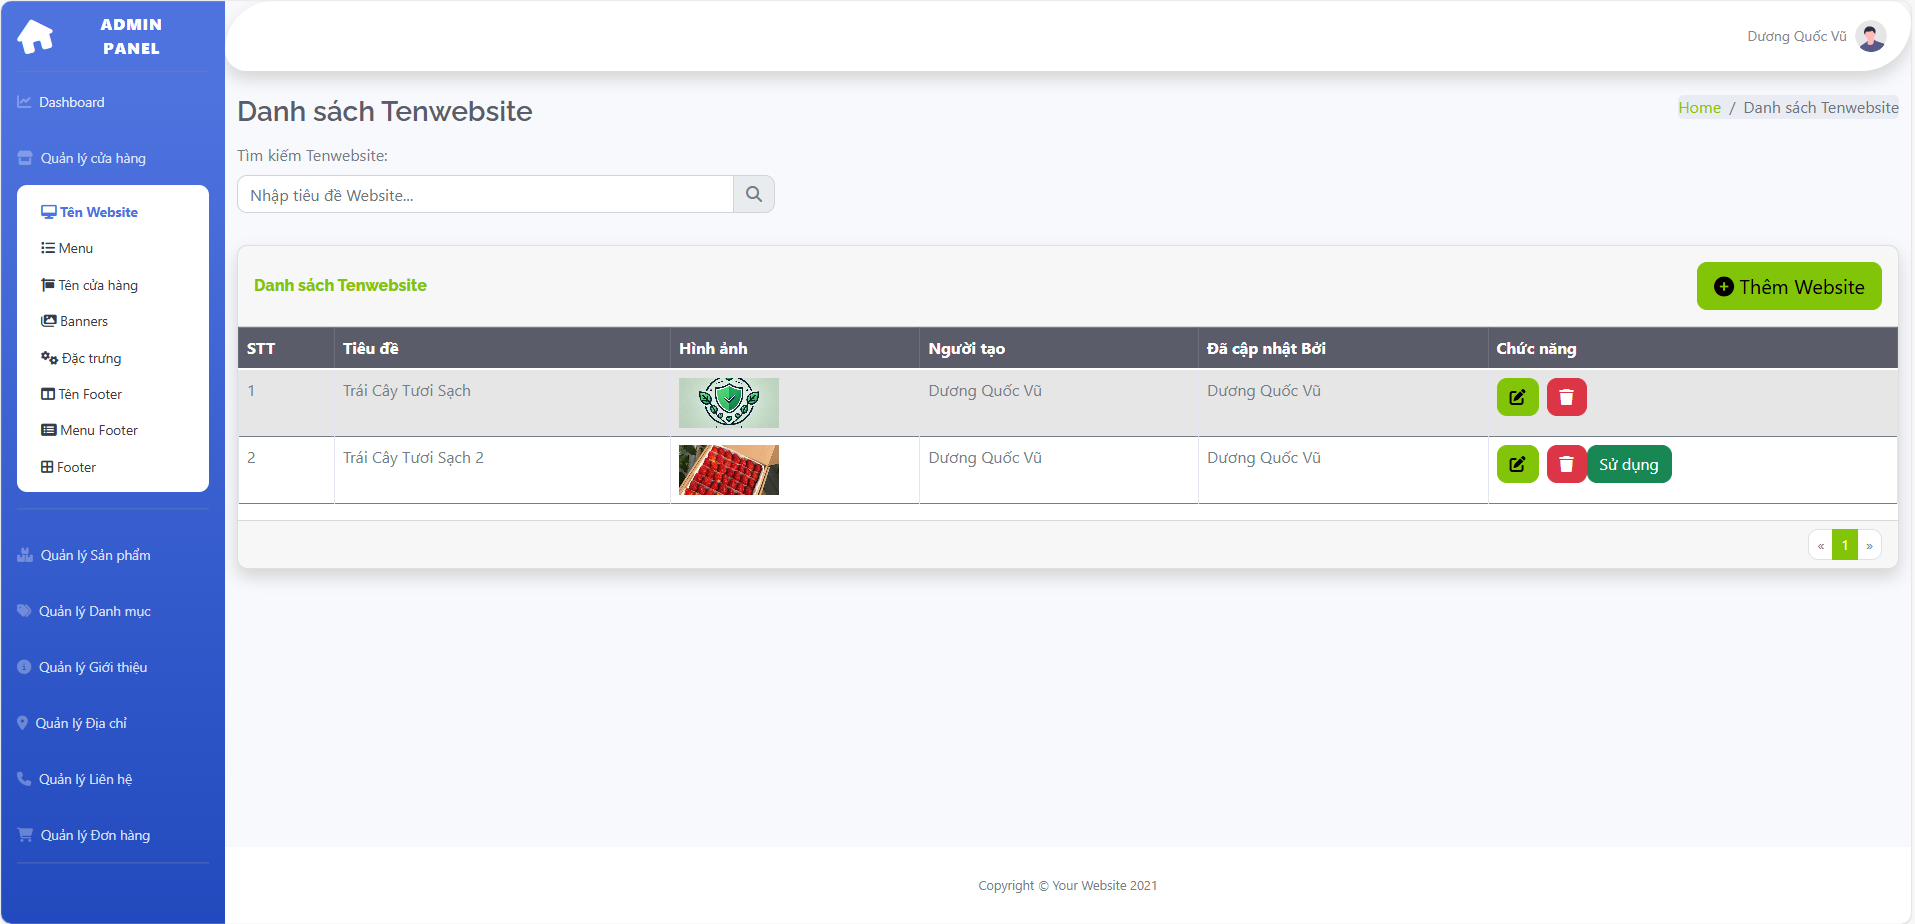 ADMIN
PANEL
Dashboard
Quản lý cửa hàng
Tên Website
Menu
Tên cửa hàng
Banners
Đặc trưng
Tên Footer
Menu Footer
Footer
Quản lý Sản phẩm
Quản lý Danh mục
Quản lý Giới thiệu
Quản lý Địa chỉ
Quản lý Liên hệ
Quản lý Đơn hàng
Dương Quốc Vũ
Danh sách Tenwebsite
Home / Danh sách Tenwebsite
Tìm kiếm Tenwebsite:
Nhập tiêu đề Website...
Danh sách Tenwebsite
Thêm Website
STT Tiêu đề Hình ảnh Người tạo Đã cập nhật Bởi Chức năng
1 Trái Cây Tươi Sạch Dương Quốc Vũ Dương Quốc Vũ
2 Trái Cây Tươi Sạch 2 Dương Quốc Vũ Dương Quốc Vũ Sử dụng
« 1 »
Copyright © Your Website 2021